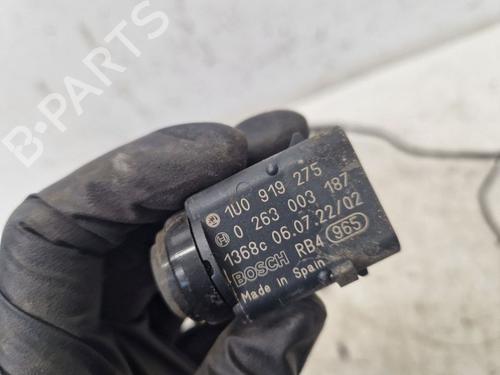 B-PARTS
1U0 919 275
0 263 003 187
1368c 06.07.22/02
BOSCH RB4 965
Made in Spain